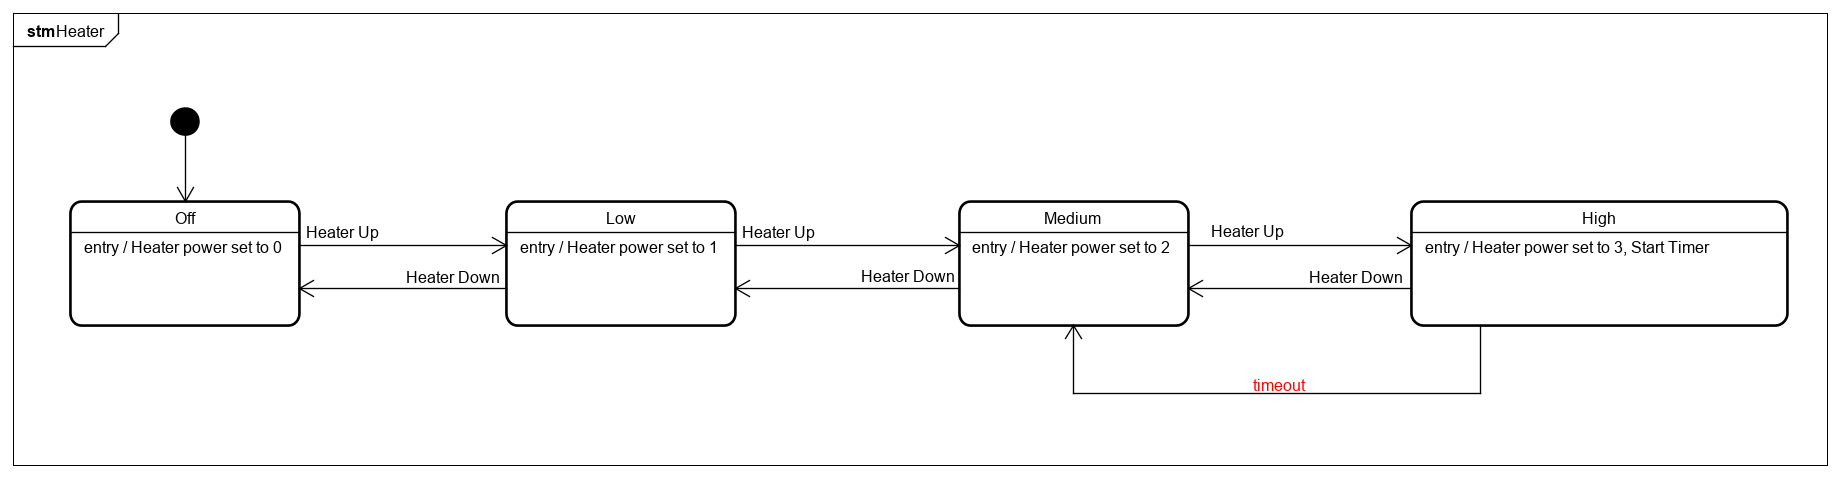 stm Heater
Off
entry / Heater power set to 0
Heater Up
Heater Down
Low
entry / Heater power set to 1
Heater Up
Heater Down
Medium
entry / Heater power set to 2
Heater Up
Heater Down
High
entry / Heater power set to 3, Start Timer
timeout